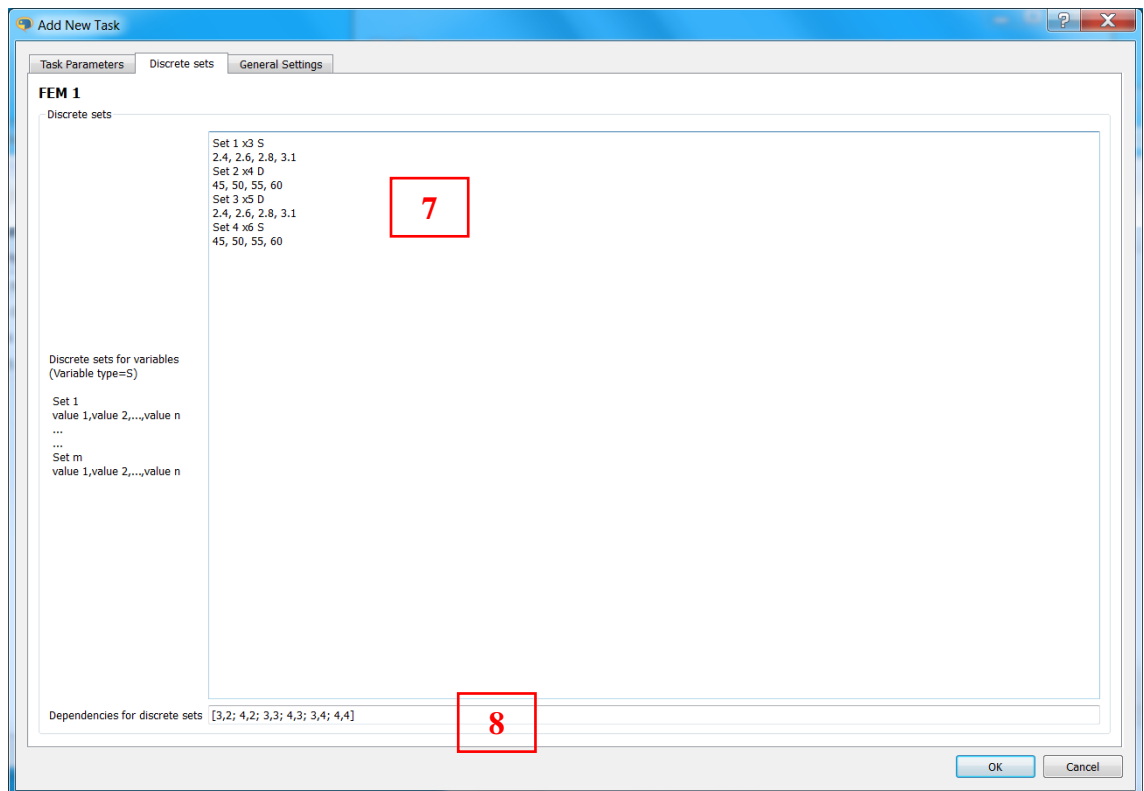 Add New Task
Task Parameters Discrete sets General Settings
FEM 1
Discrete sets
Set 1 x3 S
2.4, 2.6, 2.8, 3.1
Set 2 x4 D
45, 50, 55, 60
Set 3 x5 D
2.4, 2.6, 2.8, 3.1
Set 4 x6 S
45, 50, 55, 60
7
Discrete sets for variables
(Variable type=S)
Set 1
value 1,value 2,...,value n
...
...
Set m
value 1,value 2,...,value n
Dependencies for discrete sets [3,2; 4,2; 3,3; 4,3; 3,4; 4,4]
8
OK Cancel